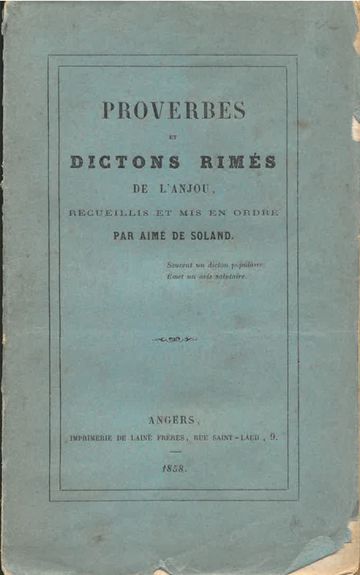 PROVERBES
ET
DICTONS RIMÉS
DE L'ANJOU,
RECUEILLIS ET MIS EN ORDRE
PAR AIMÉ DE SOLAND.
Souvent un dicton populaire
Émet un avis salutaire.
ANGERS,
IMPRIMERIE DE LAINÉ FRÈRES, RUE SAINT-LAUD, 9.
1858.